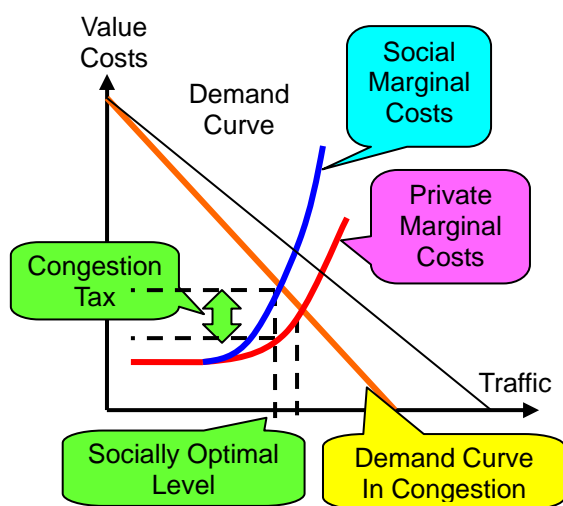 Value
Costs
Demand
Curve
Social
Marginal
Costs
Private
Marginal
Costs
Congestion
Tax
Traffic
Socially Optimal
Level
Demand Curve
In Congestion